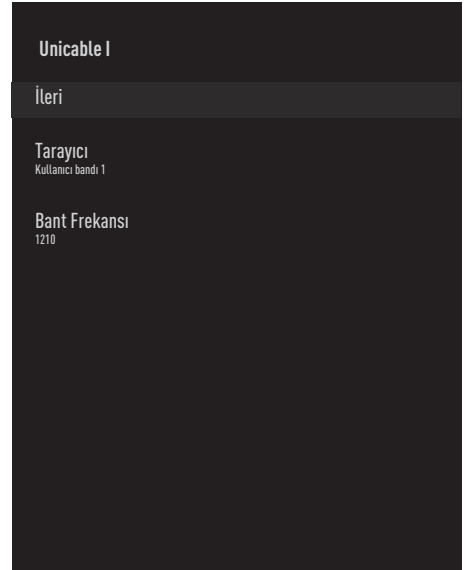 Unicable I
İleri
Tarayıcı
Kullanıcı bandı 1
Bant Frekansı
1210